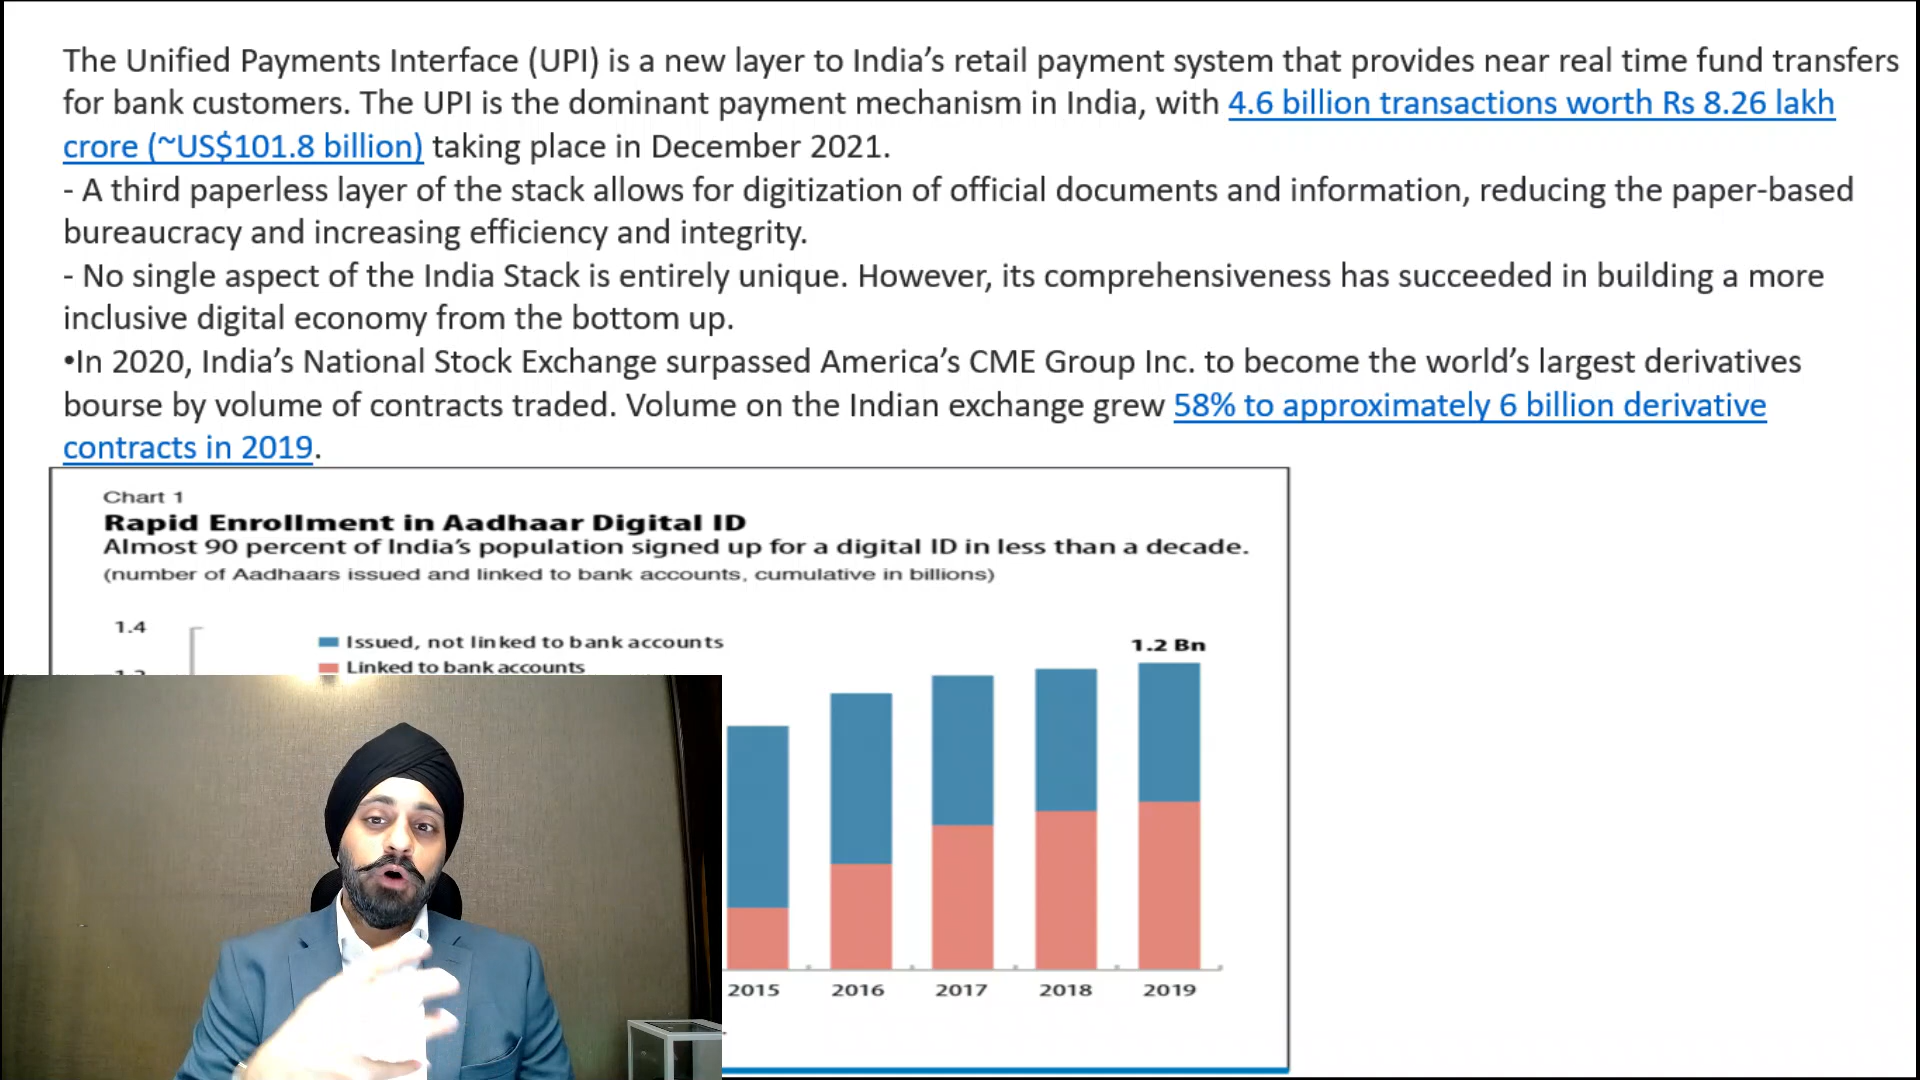 The Unified Payments Interface (UPI) is a new layer to India’s retail payment system that provides near real time fund transfers
for bank customers. The UPI is the dominant payment mechanism in India, with 4.6 billion transactions worth Rs 8.26 lakh
crore (~US$101.8 billion) taking place in December 2021.
- A third paperless layer of the stack allows for digitization of official documents and information, reducing the paper-based
bureaucracy and increasing efficiency and integrity.
- No single aspect of the India Stack is entirely unique. However, its comprehensiveness has succeeded in building a more
inclusive digital economy from the bottom up.
•In 2020, India’s National Stock Exchange surpassed America’s CME Group Inc. to become the world’s largest derivatives
bourse by volume of contracts traded. Volume on the Indian exchange grew 58% to approximately 6 billion derivative
contracts in 2019.
Chart 1
Rapid Enrollment in Aadhaar Digital ID
Almost 90 percent of India’s population signed up for a digital ID in less than a decade.
(number of Aadhaars issued and linked to bank accounts, cumulative in billions)
1.4
Issued, not linked to bank accounts
1.2 Bn
Linked to bank accounts
2015 2016 2017 2018 2019